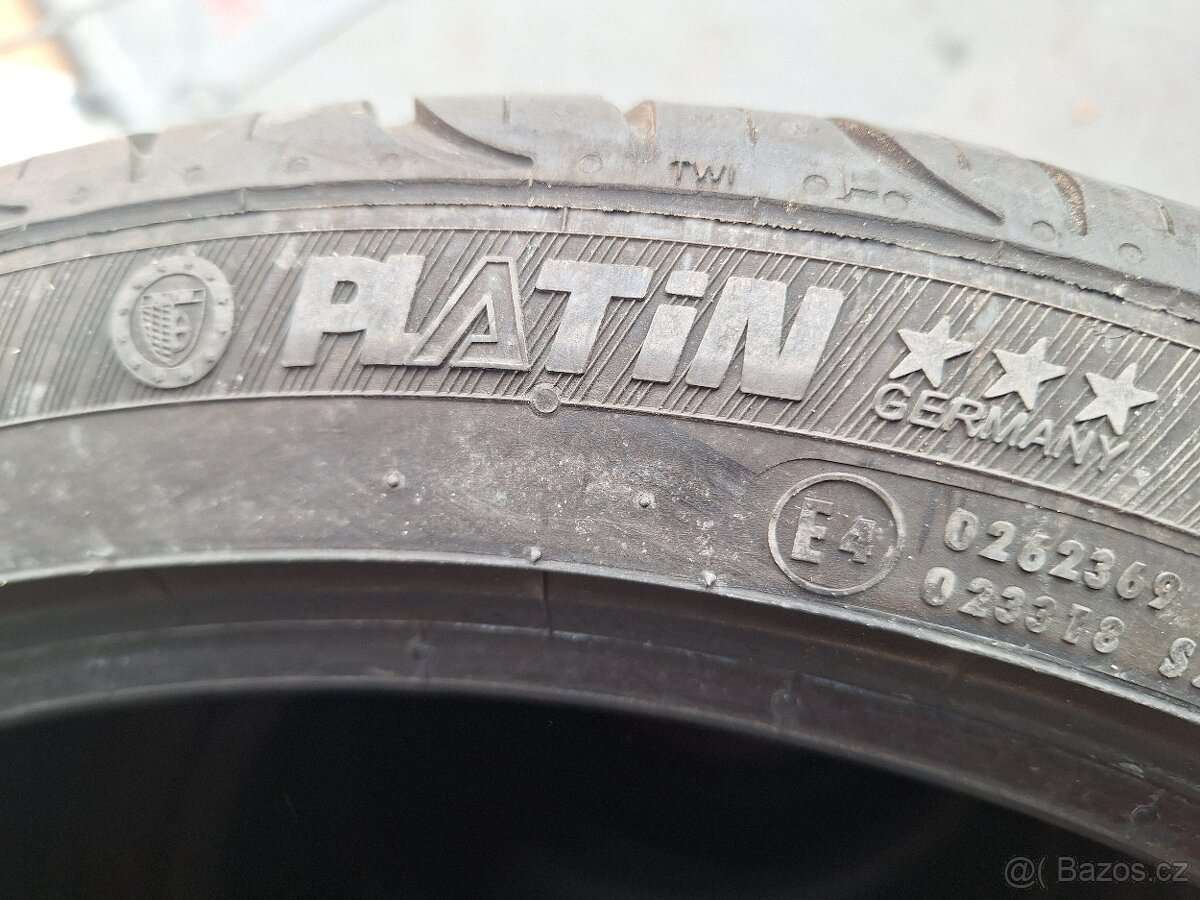 TWI
PLATiN
GERMANY
E4 0262369
023318
@( Bazos.cz